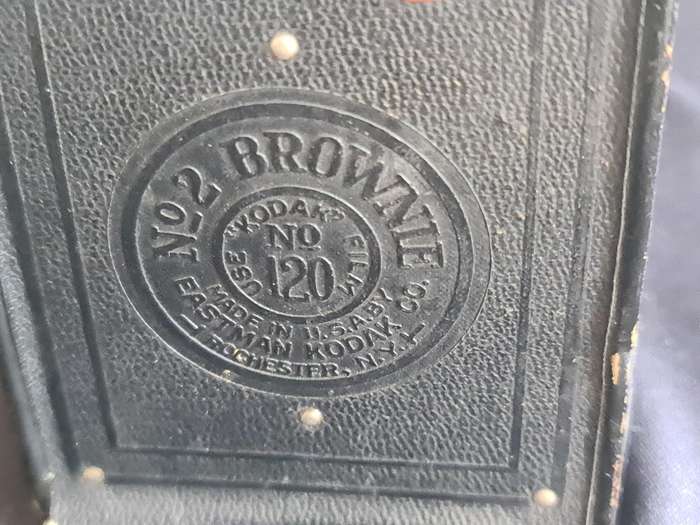 No 2 BROWNIE
USE "KODAK" FILM
No
120
MADE IN U.S.A. BY
EASTMAN KODAK CO.
ROCHESTER, N.Y.